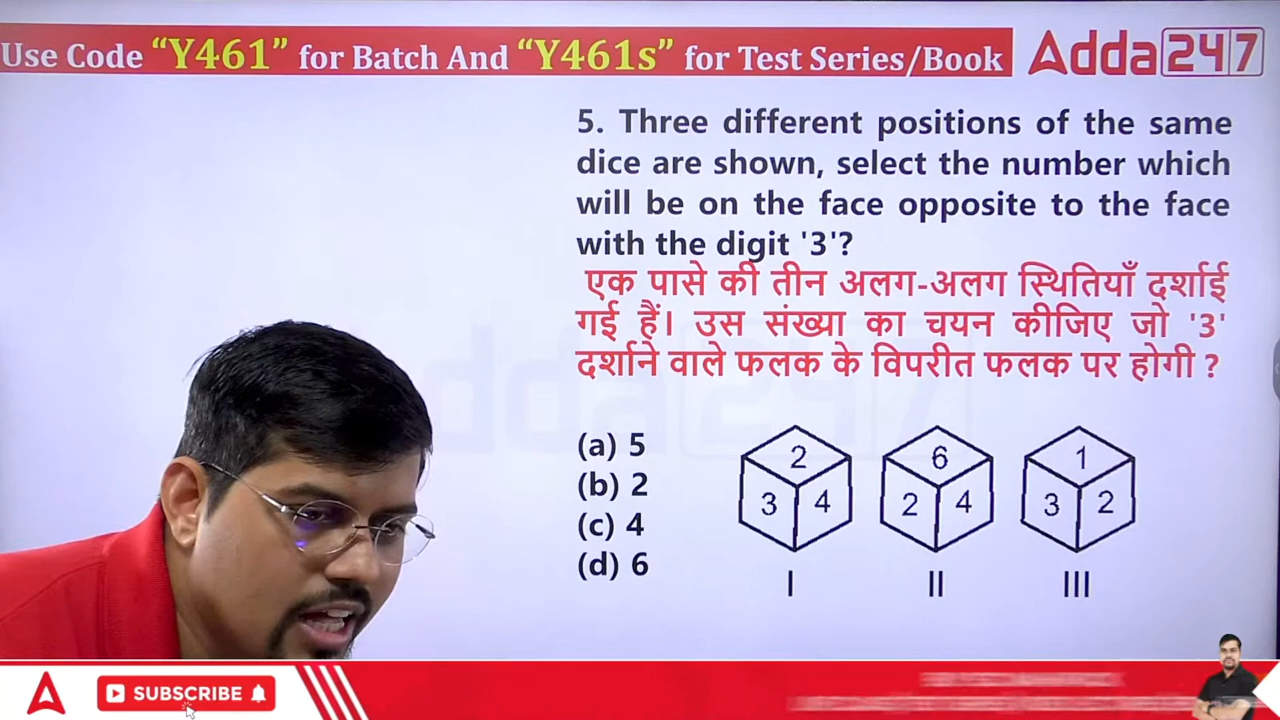 Use Code “Y461” for Batch And “Y461s” for Test Series/Book
Adda247
5. Three different positions of the same
dice are shown, select the number which
will be on the face opposite to the face
with the digit '3'?
एक पासे की तीन अलग-अलग स्थितियाँ दर्शाई
गई हैं। उस संख्या का चयन कीजिए जो '3'
दर्शाने वाले फलक के विपरीत फलक पर होगी ?
(a) 5
(b) 2
(c) 4
(d) 6
2
3 4
I
6
2 4
II
1
3 2
III
SUBSCRIBE